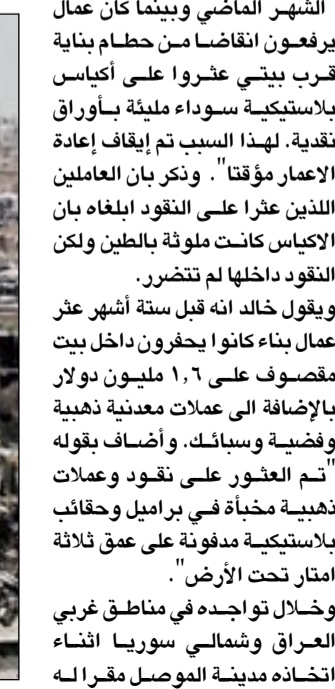 الشهر الماضي وبينما كان عمال
يرفعون انقاضا من حطام بناية
قرب بيتي عثروا على أكياس
بلاستيكية سوداء مليئة بأوراق
نقدية. لهذا السبب تم إيقاف إعادة
الاعمار مؤقتا". وذكر بان العاملين
اللذين عثرا على النقود ابلغاه بان
الاكياس كانت ملوثة بالطين ولكن
النقود داخلها لم تتضرر.
ويقول خالد انه قبل ستة أشهر عثر
عمال بناء كانوا يحفرون داخل بيت
مقصوف على ١,٦ مليون دولار
بالإضافة الى عملات معدنية ذهبية
وفضية وسبائك. وأضاف بقوله
"تم العثور على نقود وعملات
ذهبية مخبأة في براميل وحقائب
بلاستيكية مدفونة على عمق ثلاثة
امتار تحت الأرض".
وخلال تواجده في مناطق غربي
العراق وشمالي سوريا اثناء
اتخاذه مدينة الموصل مقرا له